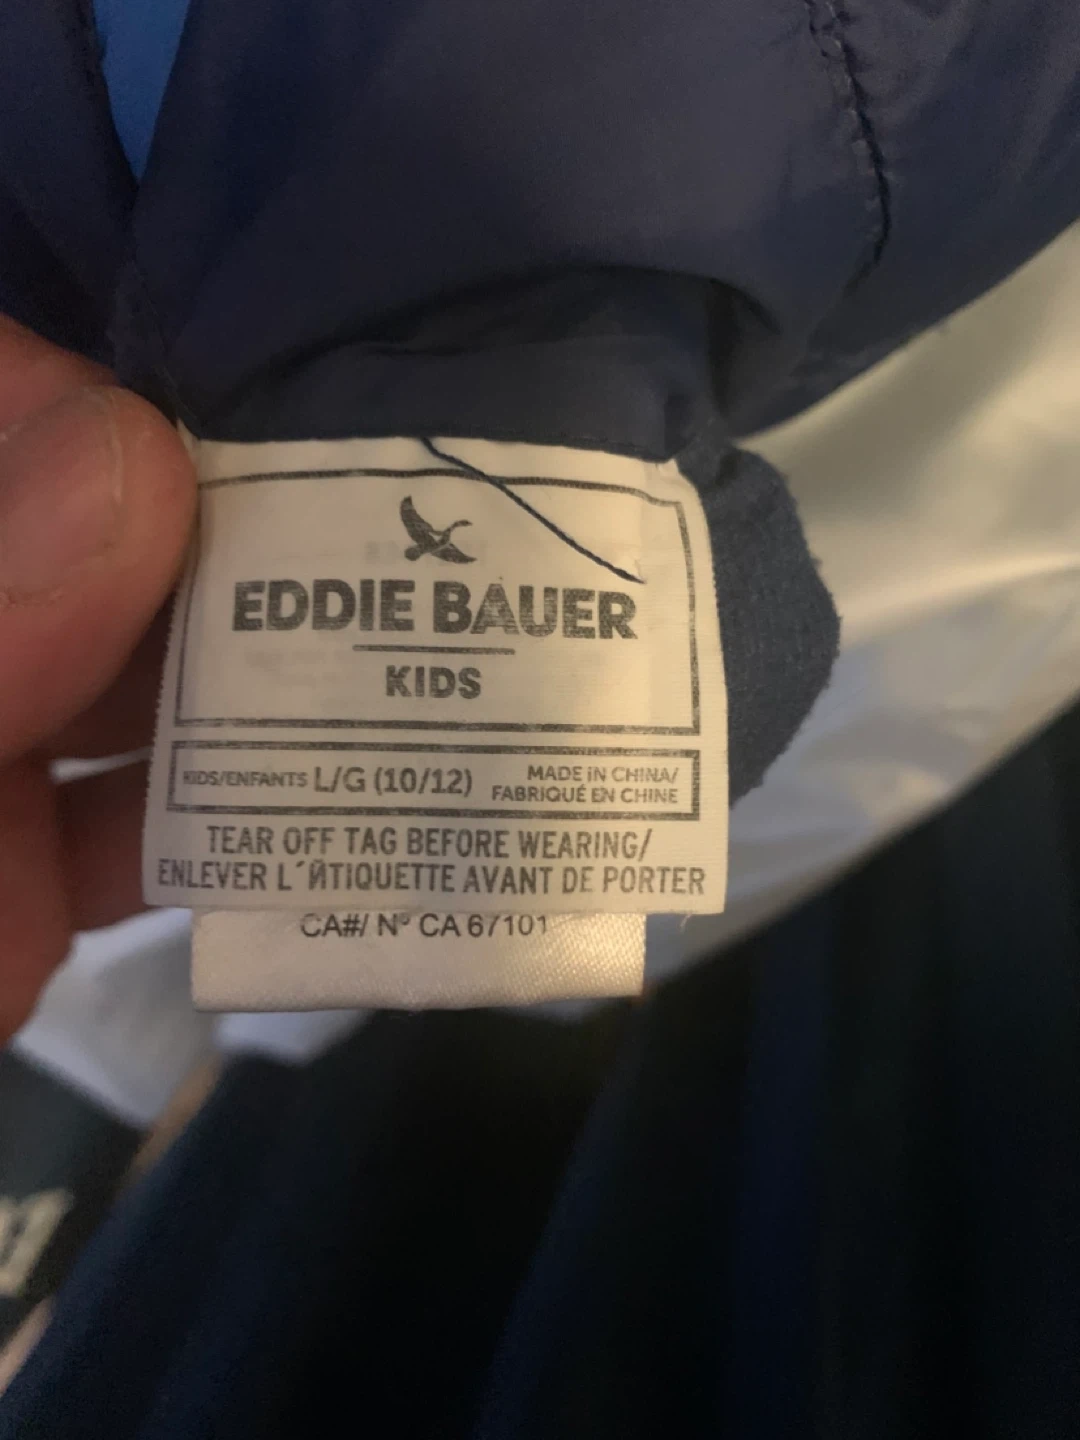 EDDIE BAUER
KIDS
KIDS/ENFANTS L/G (10/12)
MADE IN CHINA/
FABRIQUÉ EN CHINE
TEAR OFF TAG BEFORE WEARING/
ENLEVER L´ЙTIQUETTE AVANT DE PORTER
CA#/ Nº CA 67101